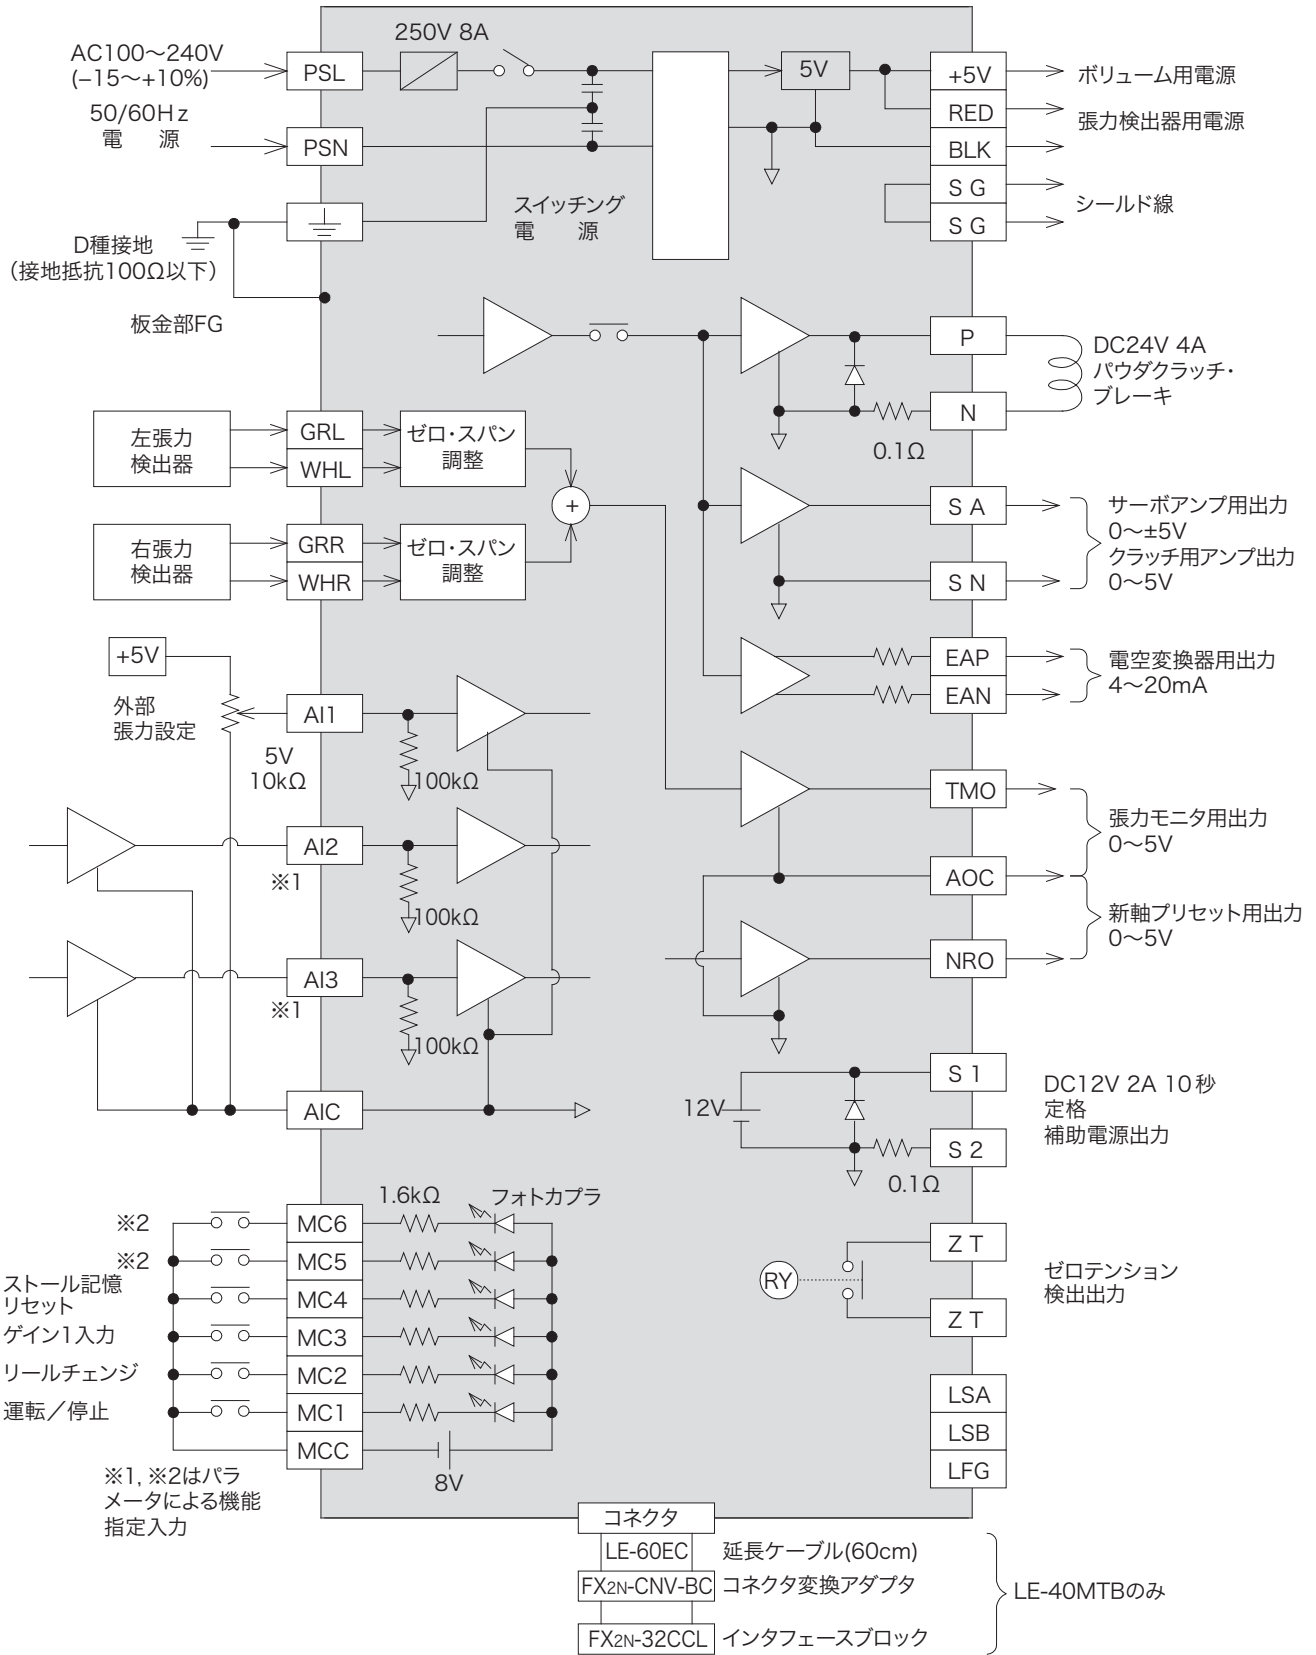 250V 8A
AC100～240V
(−15～+10%)
50/60Hz
電　源
PSL
PSN
D種接地
（接地抵抗100Ω以下）
板金部FG
スイッチング
電　源
5V
+5V
RED
BLK
S G
S G
ボリューム用電源
張力検出器用電源
シールド線
P
N
0.1Ω
DC24V 4A
パウダクラッチ・
ブレーキ
左張力
検出器
GRL
WHL
ゼロ・スパン
調整
右張力
検出器
GRR
WHR
ゼロ・スパン
調整
+
S A
S N
サーボアンプ用出力
0～±5V
クラッチ用アンプ出力
0～5V
EAP
EAN
電空変換器用出力
4～20mA
+5V
外部
張力設定
5V
10kΩ
AI1
100kΩ
AI2
※1
100kΩ
AI3
※1
100kΩ
AIC
TMO
AOC
NRO
張力モニタ用出力
0～5V
新軸プリセット用出力
0～5V
12V
S 1
S 2
0.1Ω
DC12V 2A 10秒
定格
補助電源出力
1.6kΩ
フォトカプラ
※2
MC6
※2
MC5
ストール記憶
リセット
MC4
ゲイン1入力
MC3
リールチェンジ
MC2
運転／停止
MC1
MCC
8V
※1, ※2はパラ
メータによる機能
指定入力
RY
Z T
Z T
ゼロテンション
検出出力
LSA
LSB
LFG
コネクタ
LE-60EC
延長ケーブル(60cm)
FX2N-CNV-BC
コネクタ変換アダプタ
FX2N-32CCL
インタフェースブロック
LE-40MTBのみ